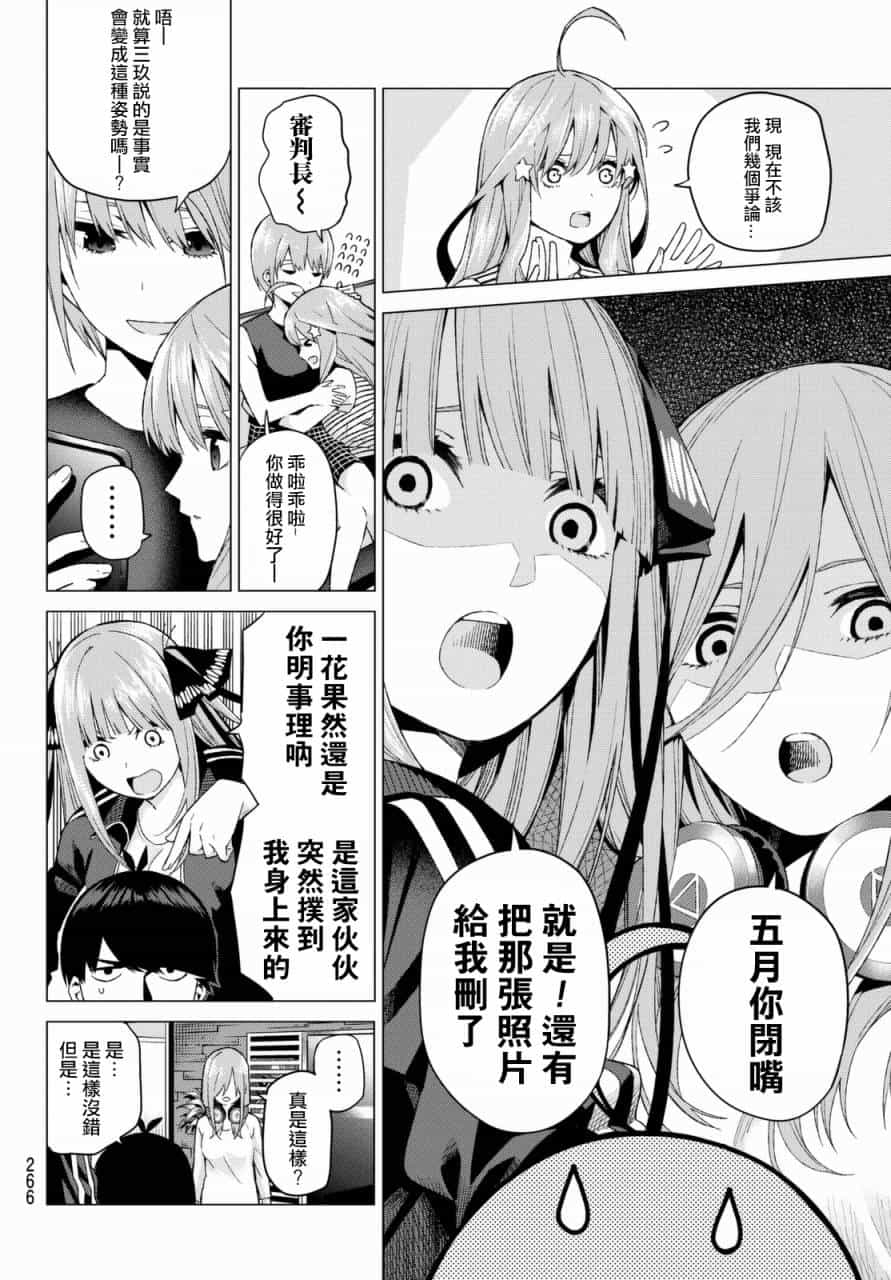 現 現在不該
我們幾個爭論…
五月你閉嘴
就是！還有
把那張照片
給我刪了
審判長～
乖啦乖啦-
你做得很好了ー
唔ー
就算三玖說的是事實
會變成這種姿勢嗎ー？
……
一花果然還是
你明事理吶
是這家伙伙
突然撲到
我身上來的
……
真是這樣？
是…
是這樣沒錯
但是…
266